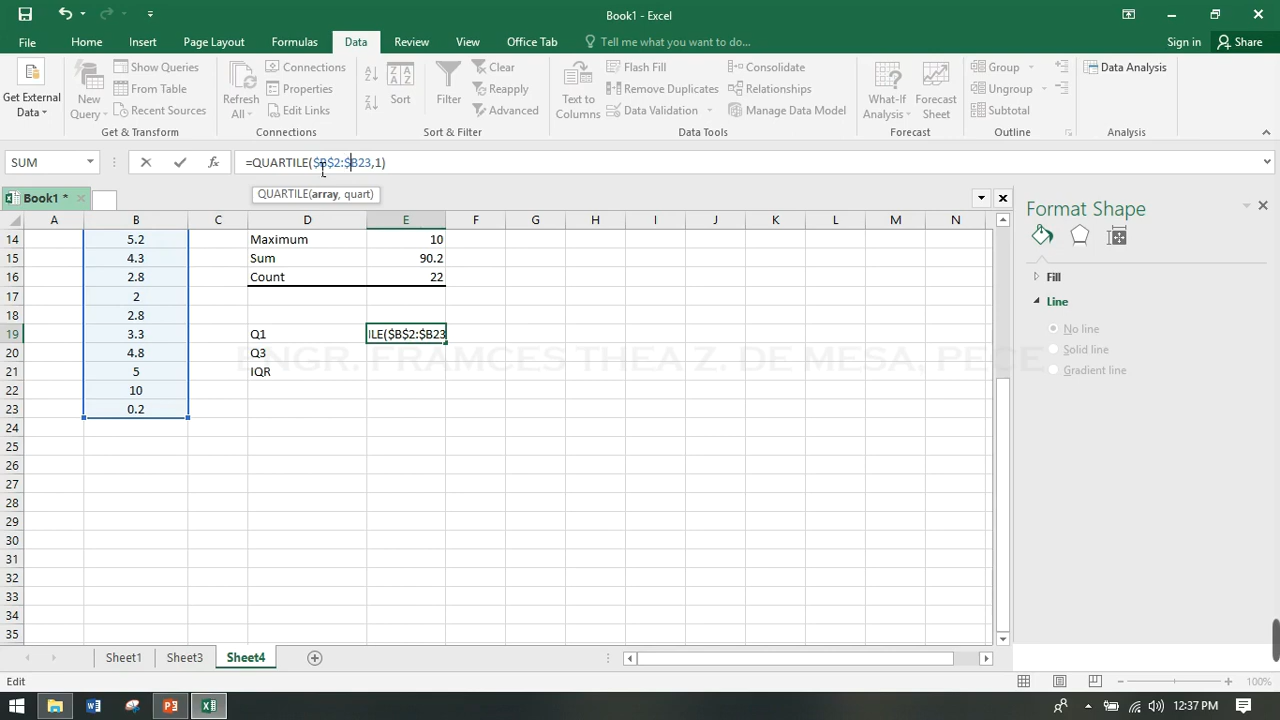 Book1 - Excel
File Home Insert Page Layout Formulas Data Review View Office Tab Tell me what you want to do... Sign in Share
Get External Data
New Query
Show Queries
From Table
Recent Sources
Get & Transform
Refresh All
Connections
Properties
Edit Links
Connections
Sort
Filter
Clear
Reapply
Advanced
Sort & Filter
Text to Columns
Flash Fill
Remove Duplicates
Data Validation
Consolidate
Relationships
Manage Data Model
Data Tools
What-If Analysis
Forecast Sheet
Forecast
Group
Ungroup
Subtotal
Outline
Data Analysis
Analysis
SUM =QUARTILE($B$2:$B23,1)
Book1 * QUARTILE(array, quart)
A B C D E F G H I J K L M N
14 5.2 Maximum 10
15 4.3 Sum 90.2
16 2.8 Count 22
17 2
18 2.8
19 3.3 Q1 ILE($B$2:$B23
20 4.8 Q3
21 5 IQR
22 10
23 0.2
24
25
26
27
28
29
30
31
32
33
34
35
ENGR. FRAMCES THEA Z. DE MESA, PECE
Format Shape
Fill
Line
No line
Solid line
Gradient line
Sheet1 Sheet3 Sheet4
Edit 100%
12:37 PM